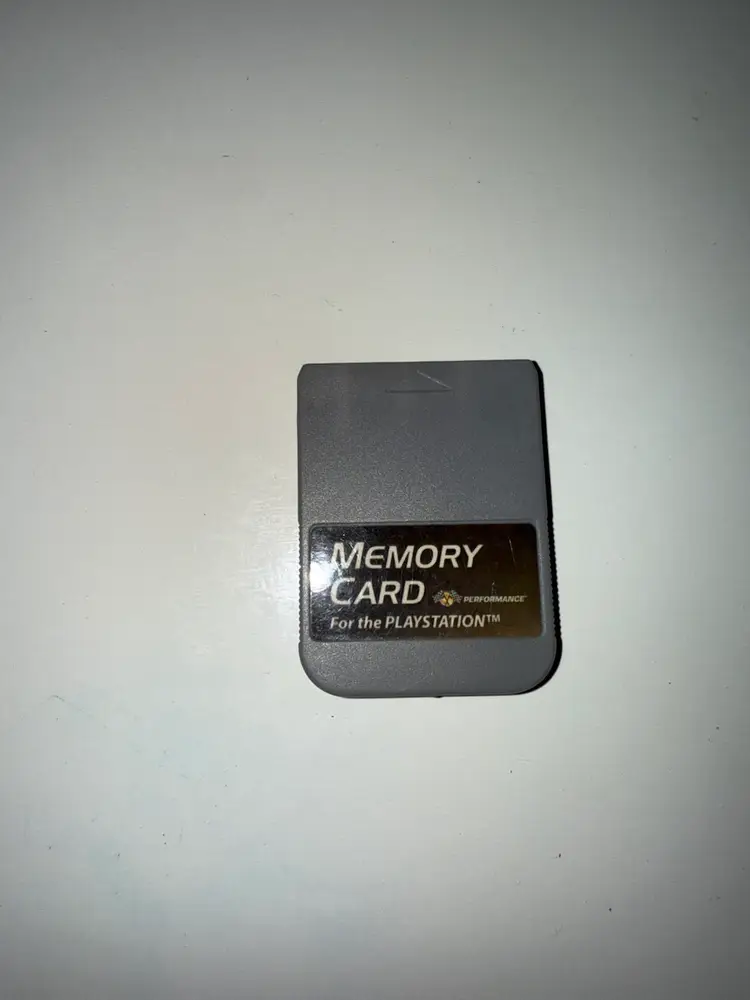 MEMORY
CARD PERFORMANCE
For the PLAYSTATION™